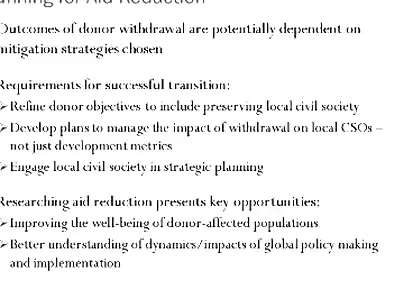 anning for Aid Reduction
Outcomes of donor withdrawal are potentially dependent on
mitigation strategies chosen
Requirements for successful transition:
➢ Refine donor objectives to include preserving local civil society
➢ Develop plans to manage the impact of withdrawal on local CSOs –
not just development metrics
➢ Engage local civil society in strategic planning
Researching aid reduction presents key opportunities:
➢ Improving the well-being of donor-affected populations
➢ Better understanding of dynamics/impacts of global policy making
and implementation